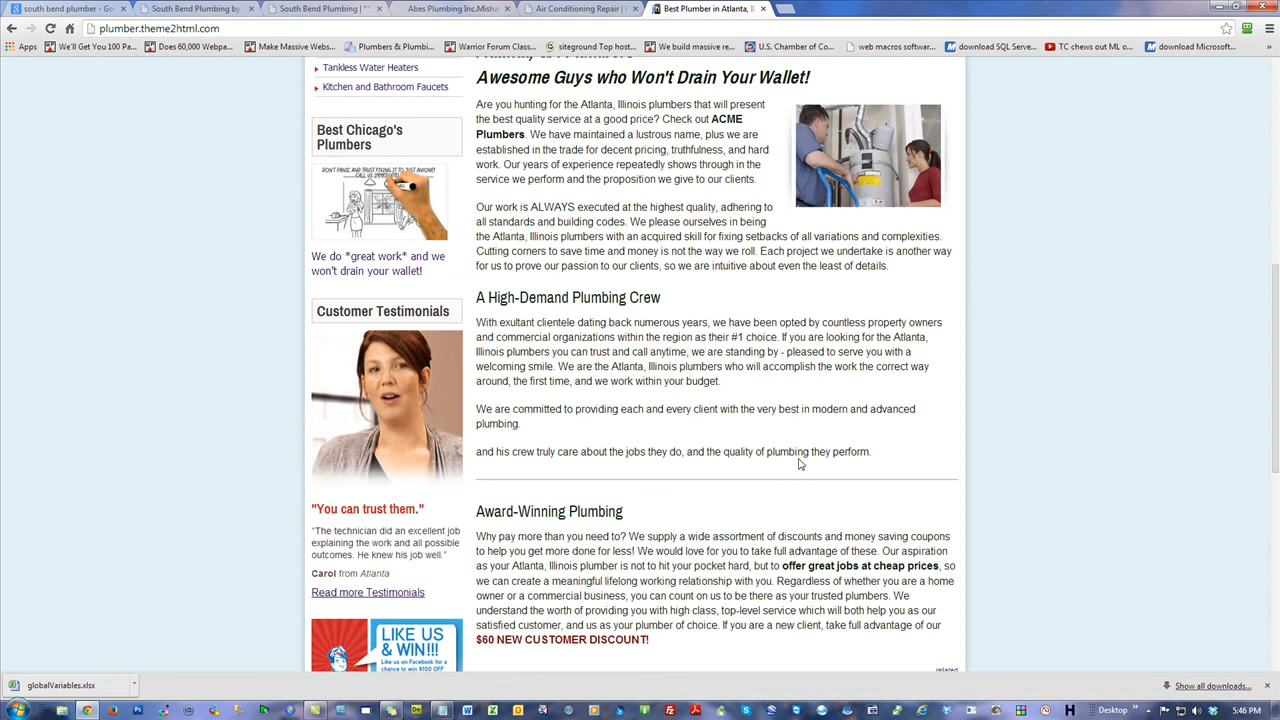 south bend plumber - G
South Bend Plumbing by
South Bend Plumbing | "
Abes Plumbing Inc.Misha
Air Conditioning Repair |
Best Plumber in Atlanta, I
plumber.theme2html.com
Apps
We'll Get You 100 Pa...
Does 60,000 Webpa...
Make Massive Webs...
Plumbers & Plumbi...
Warrior Forum Class...
siteground Top host...
We build massive re...
U.S. Chamber of Co...
web macros softwar...
download SQL Serve...
TC chews out ML o...
download Microsoft...
Tankless Water Heaters
Kitchen and Bathroom Faucets
Best Chicago's
Plumbers
DON'T PANIC AND TRUST FIXING IT TO JUST ANYONE!
We do *great work* and we
won't drain your wallet!
Customer Testimonials
"You can trust them."
"The technician did an excellent job
explaining the work and all possible
outcomes. He knew his job well."
Carol from Atlanta
Read more Testimonials
LIKE US
& WIN!!!
Like us on Facebook for a
chance to win $100 OFF
Awesome Guys who Won't Drain Your Wallet!
Are you hunting for the Atlanta, Illinois plumbers that will present
the best quality service at a good price? Check out ACME
Plumbers. We have maintained a lustrous name, plus we are
established in the trade for decent pricing, truthfulness, and hard
work. Our years of experience repeatedly shows through in the
service we perform and the proposition we give to our clients.
Our work is ALWAYS executed at the highest quality, adhering to
all standards and building codes. We please ourselves in being
the Atlanta, Illinois plumbers with an acquired skill for fixing setbacks of all variations and complexities.
Cutting corners to save time and money is not the way we roll. Each project we undertake is another way
for us to prove our passion to our clients, so we are intuitive about even the least of details.
A High-Demand Plumbing Crew
With exultant clientele dating back numerous years, we have been opted by countless property owners
and commercial organizations within the region as their #1 choice. If you are looking for the Atlanta,
Illinois plumbers you can trust and call anytime, we are standing by - pleased to serve you with a
welcoming smile. We are the Atlanta, Illinois plumbers who will accomplish the work the correct way
around, the first time, and we work within your budget.
We are committed to providing each and every client with the very best in modern and advanced
plumbing.
and his crew truly care about the jobs they do, and the quality of plumbing they perform.
Award-Winning Plumbing
Why pay more than you need to? We supply a wide assortment of discounts and money saving coupons
to help you get more done for less! We would love for you to take full advantage of these. Our aspiration
as your Atlanta, Illinois plumber is not to hit your pocket hard, but to offer great jobs at cheap prices, so
we can create a meaningful lifelong working relationship with you. Regardless of whether you are a home
owner or a commercial business, you can count on us to be there as your trusted plumbers. We
understand the worth of providing you with high class, top-level service which will both help you as our
satisfied customer, and us as your plumber of choice. If you are a new client, take full advantage of our
$60 NEW CUSTOMER DISCOUNT!
related
globalVariables.xlsx
Show all downloads...
Desktop
5:46 PM